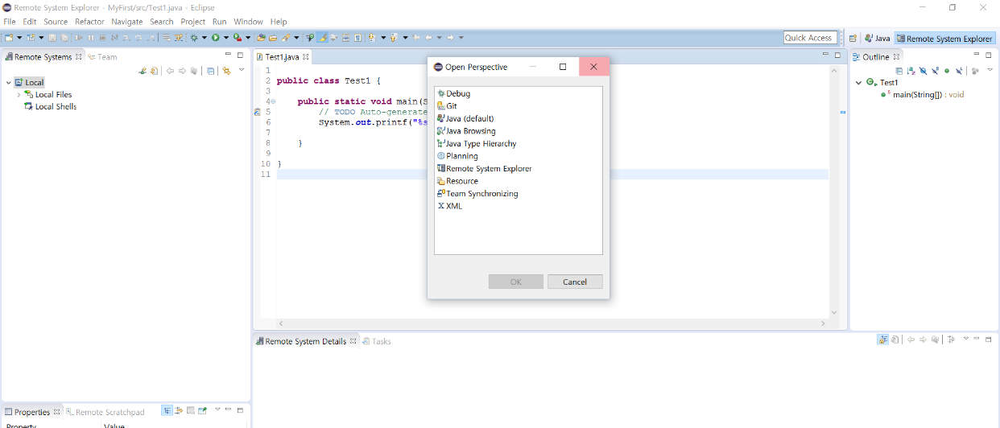 Remote System Explorer - MyFirst/src/Test1.java - Eclipse
File Edit Source Refactor Navigate Search Project Run Window Help
Quick Access
Java
Remote System Explorer
Remote Systems
Team
Local
Local Files
Local Shells
Test1.java
1
2 public class Test1 {
3
4 public static void main(S
5 // TODO Auto-generate
6 System.out.printf("%s
7
8 }
9
10 }
11
Open Perspective
Debug
Git
Java (default)
Java Browsing
Java Type Hierarchy
Planning
Remote System Explorer
Resource
Team Synchronizing
XML
OK Cancel
Outline
Test1
main(String[]) : void
Remote System Details
Tasks
Properties
Remote Scratchpad
Property Value